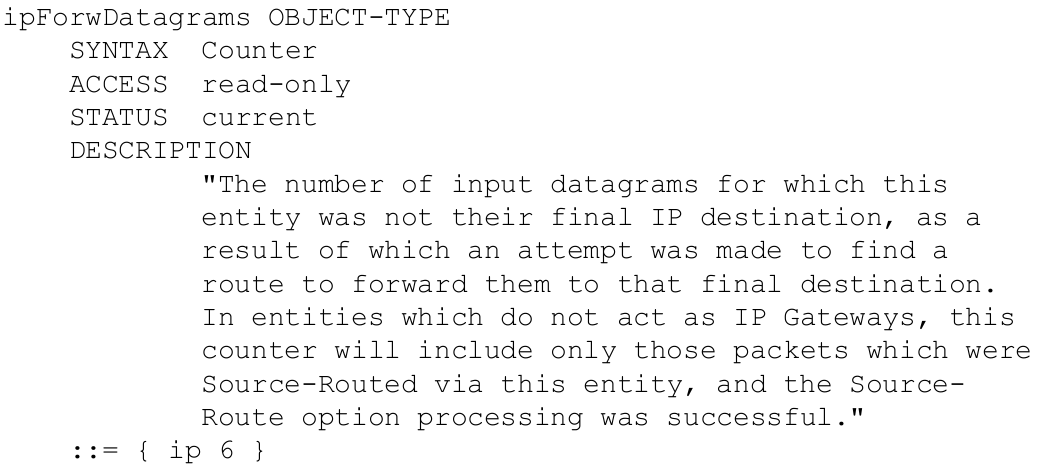 ipForwDatagrams OBJECT-TYPE
SYNTAX Counter
ACCESS read-only
STATUS current
DESCRIPTION
"The number of input datagrams for which this
entity was not their final IP destination, as a
result of which an attempt was made to find a
route to forward them to that final destination.
In entities which do not act as IP Gateways, this
counter will include only those packets which were
Source-Routed via this entity, and the Source-
Route option processing was successful."
::= { ip 6 }